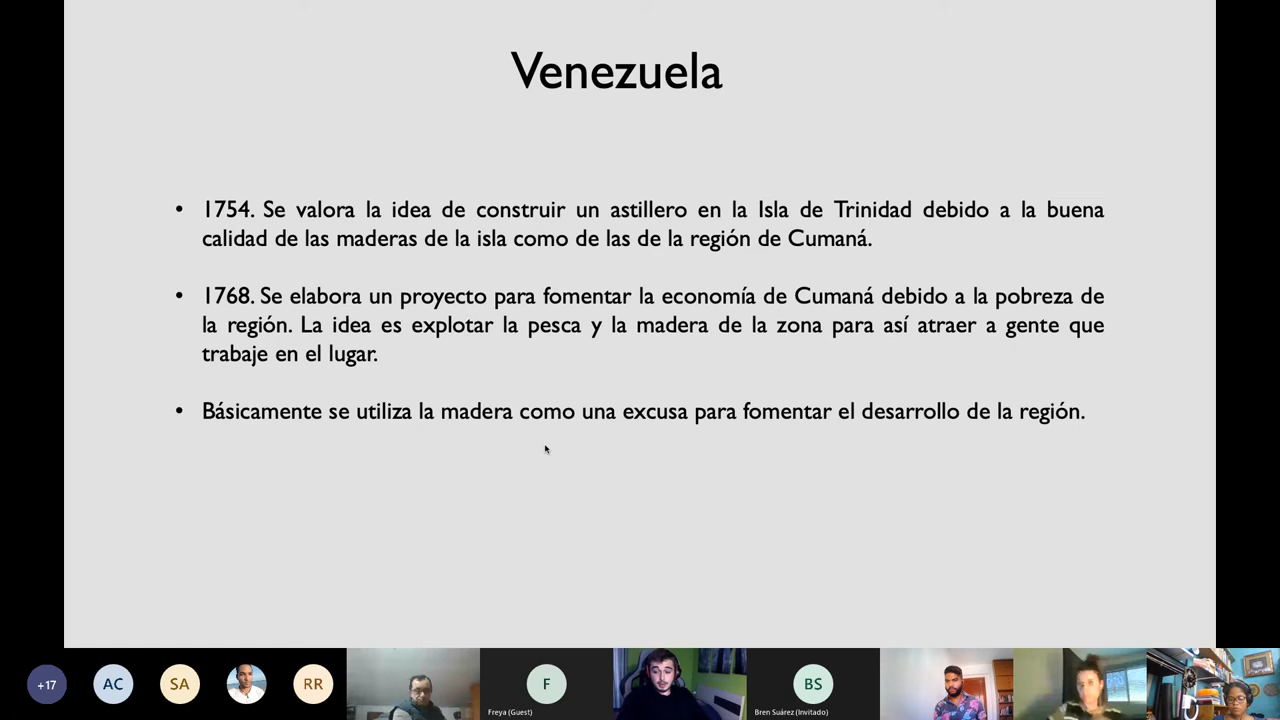 Venezuela
• 1754. Se valora la idea de construir un astillero en la Isla de Trinidad debido a la buena
calidad de las maderas de la isla como de las de la región de Cumaná.
• 1768. Se elabora un proyecto para fomentar la economía de Cumaná debido a la pobreza de
la región. La idea es explotar la pesca y la madera de la zona para así atraer a gente que
trabaje en el lugar.
• Básicamente se utiliza la madera como una excusa para fomentar el desarrollo de la región.
+17
AC
SA
RR
F
Freya (Guest)
BS
Bren Suárez (Invitado)